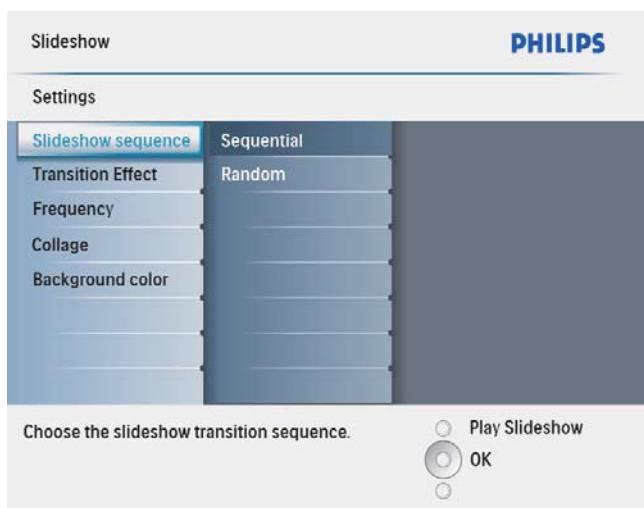 Slideshow
PHILIPS
Settings
Slideshow sequence
Sequential
Transition Effect
Random
Frequency
Collage
Background color
Choose the slideshow transition sequence.
Play Slideshow
OK